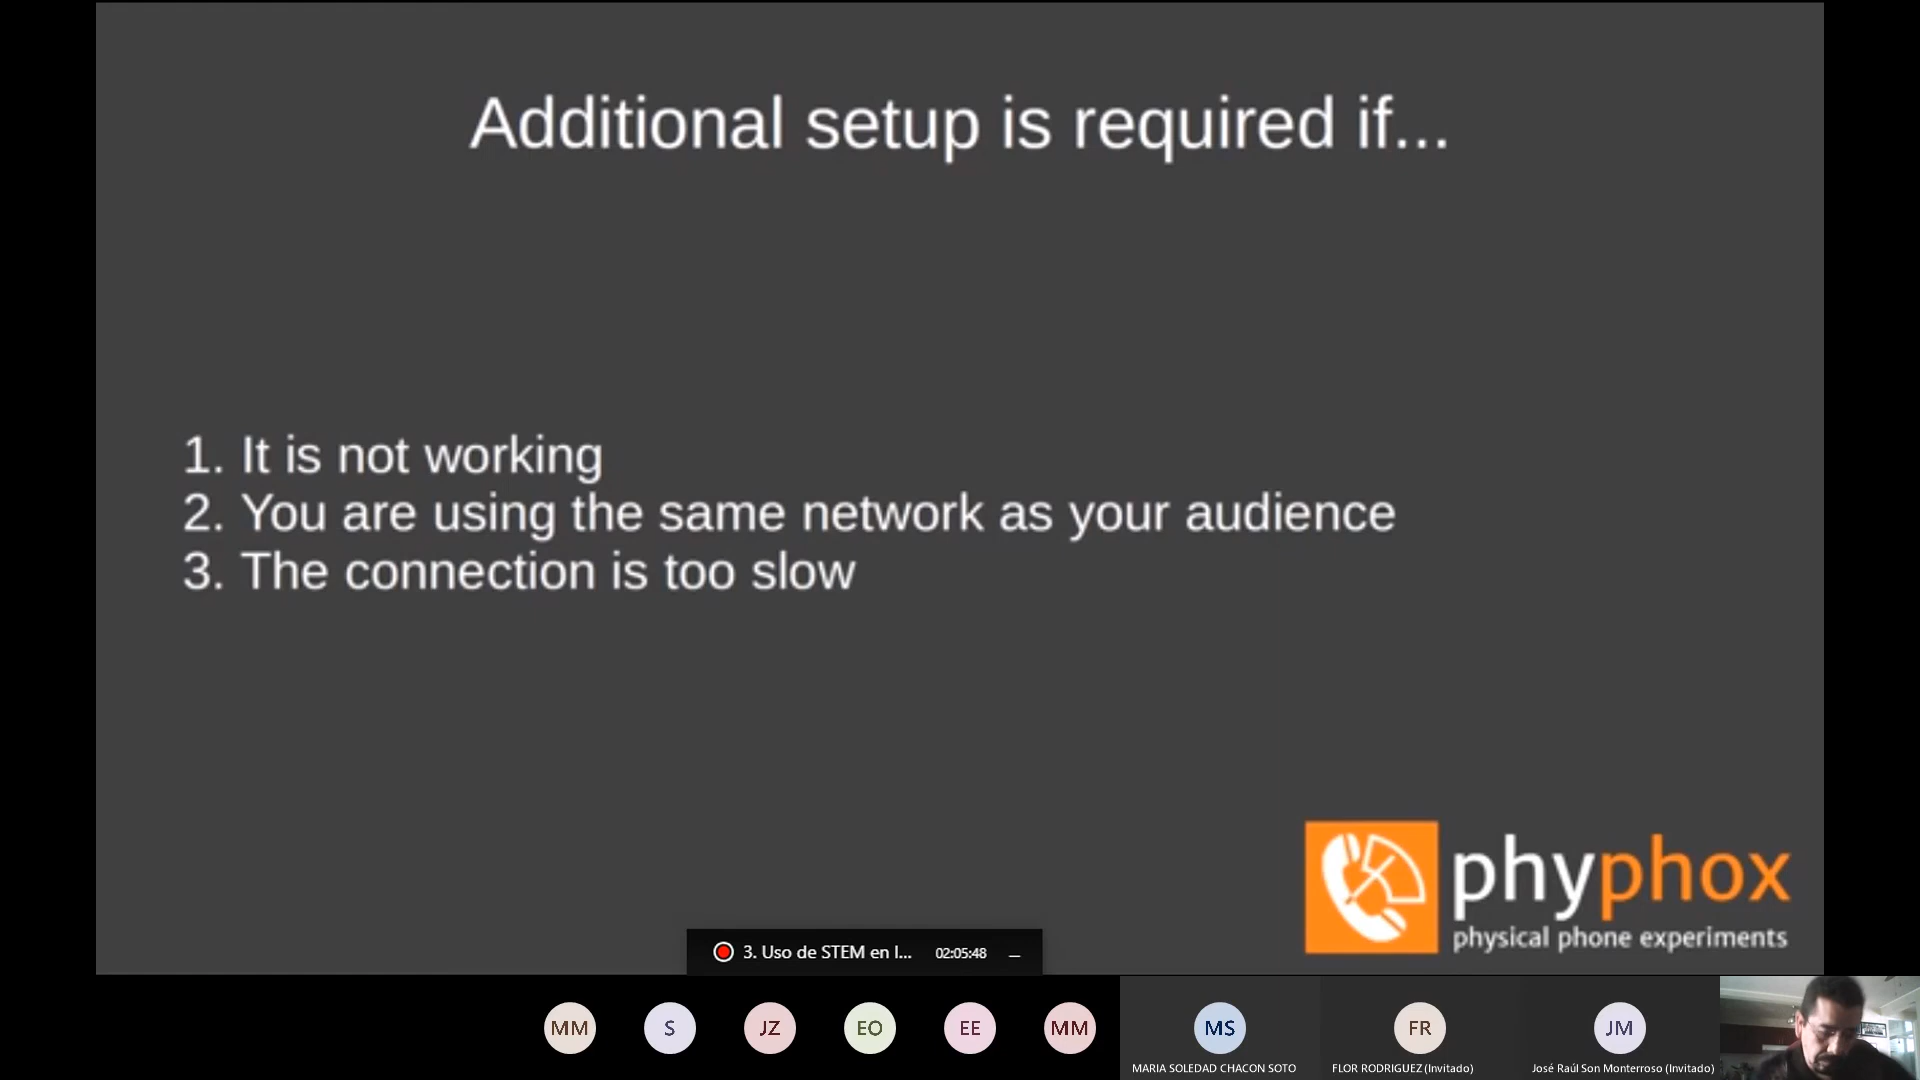 Additional setup is required if...
1. It is not working
2. You are using the same network as your audience
3. The connection is too slow
phyphox
physical phone experiments
3. Uso de STEM en l... 02:05:48
MM S JZ EO EE MM MS FR JM
MARIA SOLEDAD CHACON SOTO FLOR RODRIGUEZ (Invitado) José Raúl Son Monterroso (Invitado)